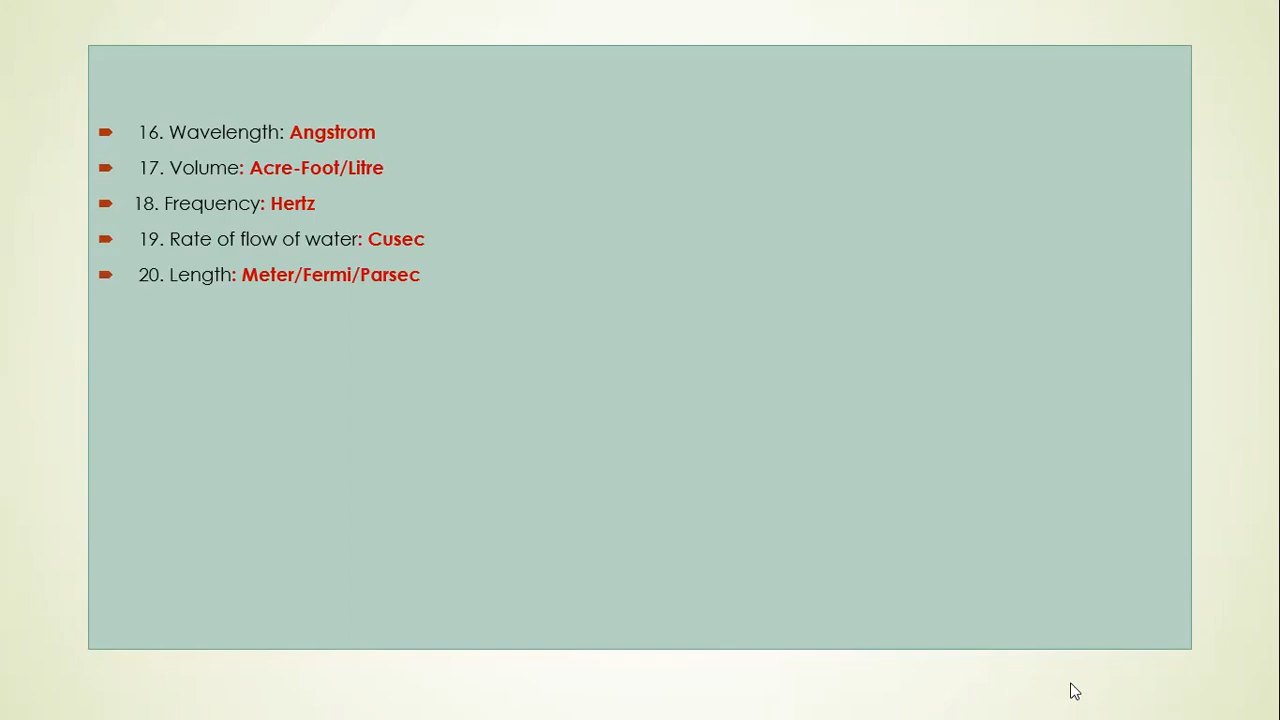 16. Wavelength: Angstrom
17. Volume: Acre-Foot/Litre
18. Frequency: Hertz
19. Rate of flow of water: Cusec
20. Length: Meter/Fermi/Parsec